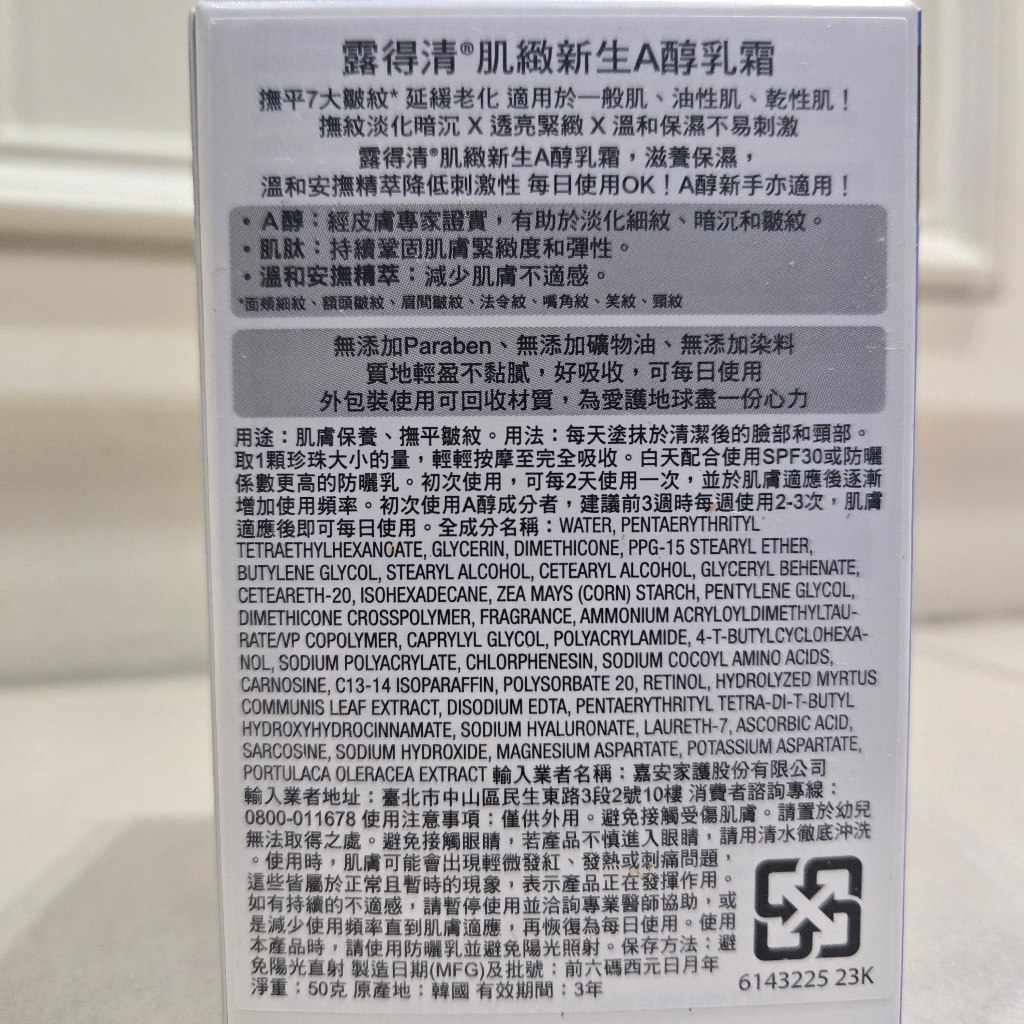 露得清®肌緻新生A醇乳霜
撫平7大皺紋* 延緩老化 適用於一般肌、油性肌、乾性肌！
撫紋淡化暗沉 X 透亮緊緻 X 溫和保濕不易刺激
露得清®肌緻新生A醇乳霜，滋養保濕，
溫和安撫精萃降低刺激性 每日使用OK！A醇新手亦適用！
• A醇：經皮膚專家證實，有助於淡化細紋、暗沉和皺紋。
• 肌肽：持續鞏固肌膚緊緻度和彈性。
• 溫和安撫精萃：減少肌膚不適感。
*面頰細紋、額頭皺紋、眉間皺紋、法令紋、嘴角紋、笑紋、頸紋
無添加Paraben、無添加礦物油、無添加染料
質地輕盈不黏膩，好吸收，可每日使用
外包裝使用可回收材質，為愛護地球盡一份心力
用途：肌膚保養、撫平皺紋。用法：每天塗抹於清潔後的臉部和頸部。
取1顆珍珠大小的量，輕輕按摩至完全吸收。白天配合使用SPF30或防曬
係數更高的防曬乳。初次使用，可每2天使用一次，並於肌膚適應後逐漸
增加使用頻率。初次使用A醇成分者，建議前3週時每週使用2-3次，肌膚
適應後即可每日使用。全成分名稱：WATER, PENTAERYTHRITYL
TETRAETHYLHEXANOATE, GLYCERIN, DIMETHICONE, PPG-15 STEARYL ETHER,
BUTYLENE GLYCOL, STEARYL ALCOHOL, CETEARYL ALCOHOL, GLYCERYL BEHENATE,
CETEARETH-20, ISOHEXADECANE, ZEA MAYS (CORN) STARCH, PENTYLENE GLYCOL,
DIMETHICONE CROSSPOLYMER, FRAGRANCE, AMMONIUM ACRYLOYLDIMETHYLTAU-
RATE/VP COPOLYMER, CAPRYLYL GLYCOL, POLYACRYLAMIDE, 4-T-BUTYLCYCLOHEXA-
NOL, SODIUM POLYACRYLATE, CHLORPHENESIN, SODIUM COCOYL AMINO ACIDS,
CARNOSINE, C13-14 ISOPARAFFIN, POLYSORBATE 20, RETINOL, HYDROLYZED MYRTUS
COMMUNIS LEAF EXTRACT, DISODIUM EDTA, PENTAERYTHRITYL TETRA-DI-T-BUTYL
HYDROXYHYDROCINNAMATE, SODIUM HYALURONATE, LAURETH-7, ASCORBIC ACID,
SARCOSINE, SODIUM HYDROXIDE, MAGNESIUM ASPARTATE, POTASSIUM ASPARTATE,
PORTULACA OLERACEA EXTRACT 輸入業者名稱：嘉安家護股份有限公司
輸入業者地址：臺北市中山區民生東路3段2號10樓 消費者諮詢專線：
0800-011678 使用注意事項：僅供外用。避免接觸受傷肌膚。請置於幼兒
無法取得之處。避免接觸眼睛，若產品不慎進入眼睛，請用清水徹底沖洗
。使用時，肌膚可能會出現輕微發紅、發熱或刺痛問題，
這些皆屬於正常且暫時的現象，表示產品正在發揮作用。
如有持續的不適感，請暫停使用並洽詢專業醫師協助，或
是減少使用頻率直到肌膚適應，再恢復為每日使用。使用
本產品時，請使用防曬乳並避免陽光照射。保存方法：避
免陽光直射 製造日期(MFG)及批號：前六碼西元日月年
淨重：50克 原產地：韓國 有效期間：3年
6143225 23K